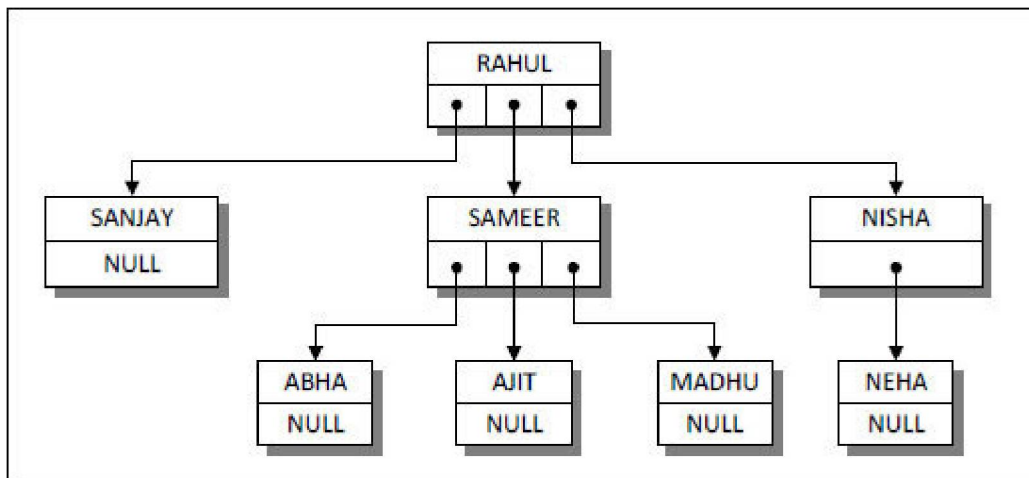 RAHUL
SANJAY
SAMEER
NISHA
NULL
ABHA
AJIT
MADHU
NEHA
NULL
NULL
NULL
NULL